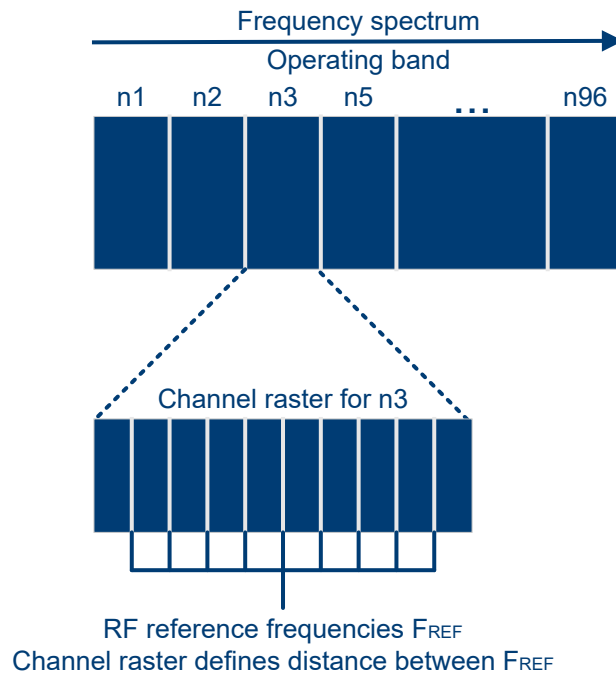 Frequency spectrum
Operating band
n1 n2 n3 n5 ... n96
Channel raster for n3
RF reference frequencies FREF
Channel raster defines distance between FREF